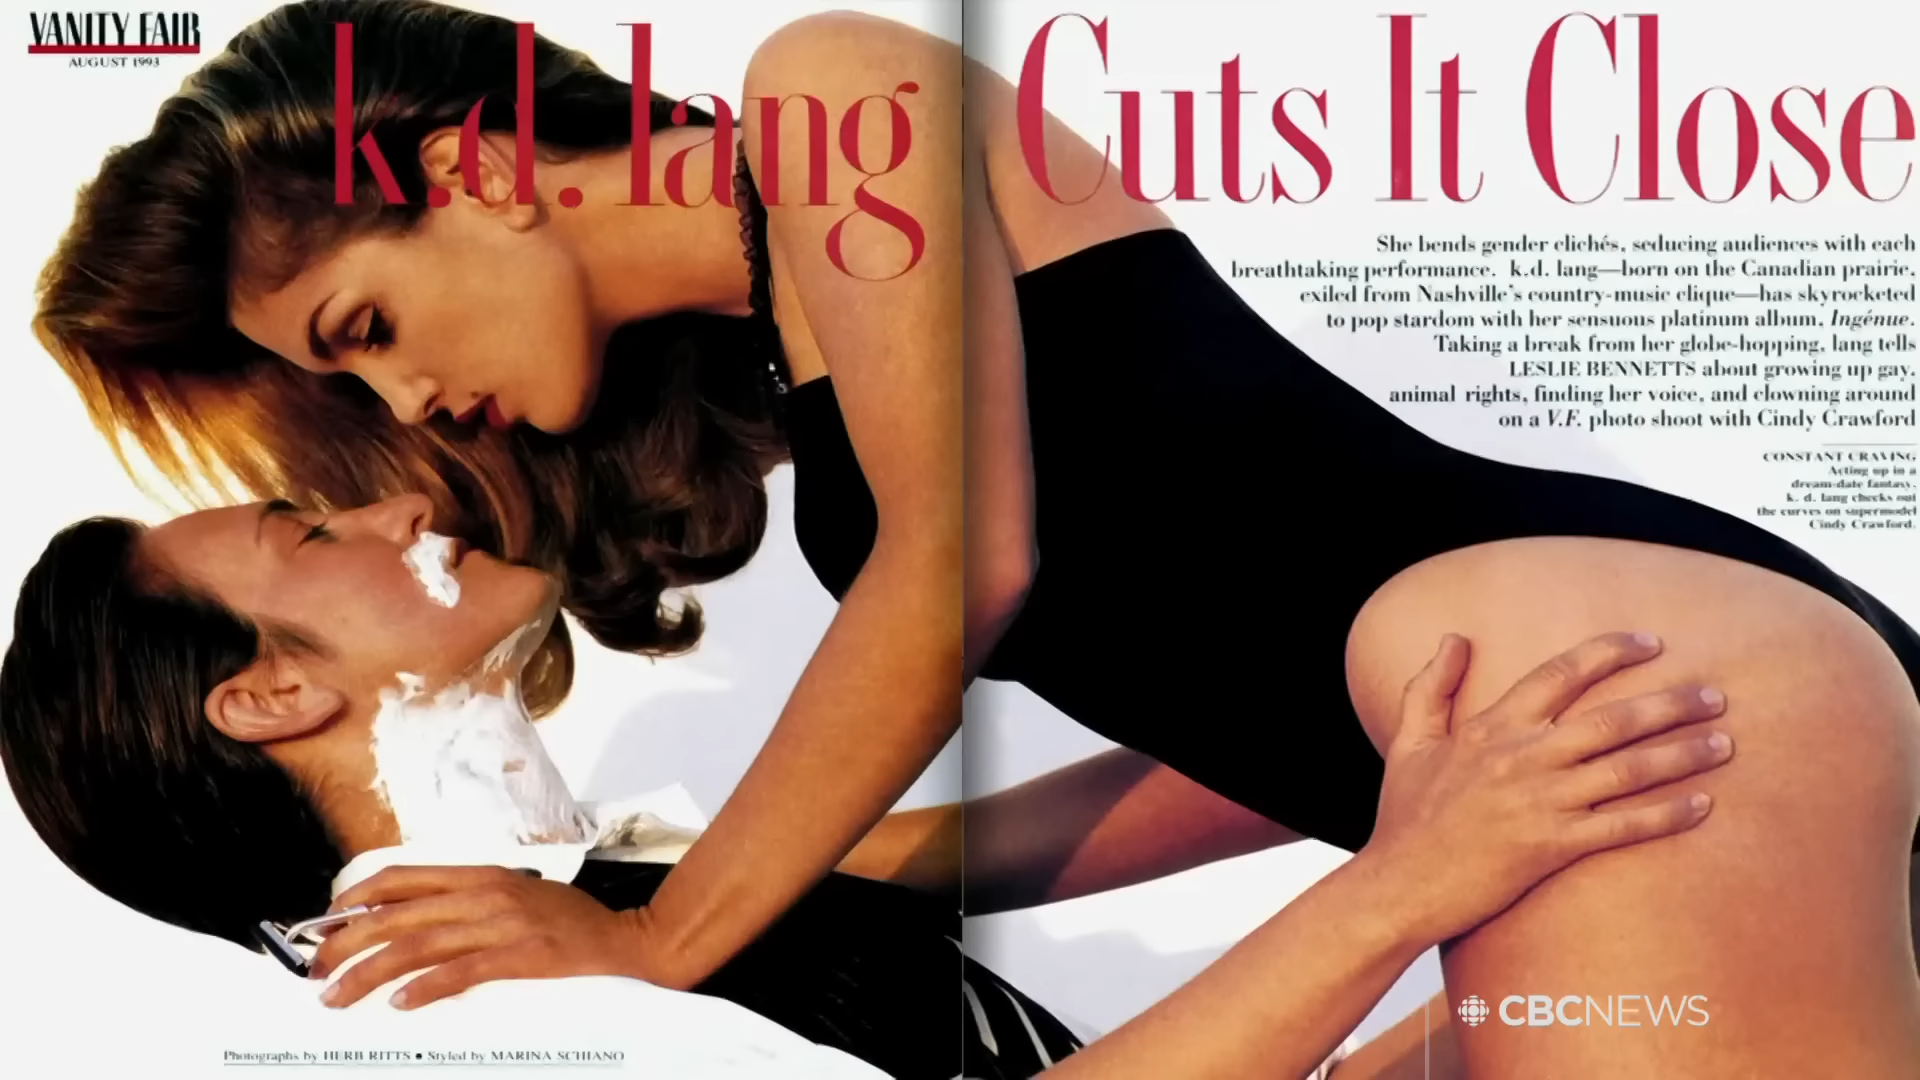 VANITY FAIR
AUGUST 1993
k.d. lang Cuts It Close
She bends gender clichés, seducing audiences with each
breathtaking performance. k.d. lang—born on the Canadian prairie,
exiled from Nashville's country-music clique—has skyrocketed
to pop stardom with her sensuous platinum album, Ingénue.
Taking a break from her globe-hopping, lang tells
LESLIE BENNETTS about growing up gay,
animal rights, finding her voice, and clowning around
on a V.F. photo shoot with Cindy Crawford
CONSTANT CRAVING
Acting up in a
dream-date fantasy,
k. d. lang checks out
the curves on supermodel
Cindy Crawford.
Photographs by HERB RITTS • Styled by MARINA SCHIANO
CBCNEWS